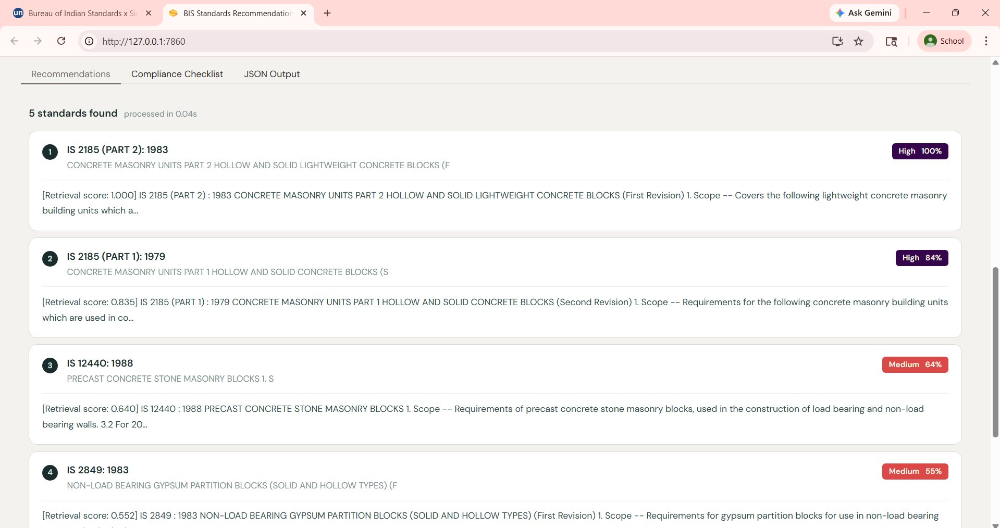 un Bureau of Indian Standards x Si
BIS Standards Recommendation
Ask Gemini
http://127.0.0.1:7860
School
Recommendations Compliance Checklist JSON Output
5 standards found processed in 0.04s
1 IS 2185 (PART 2): 1983 High 100%
CONCRETE MASONRY UNITS PART 2 HOLLOW AND SOLID LIGHTWEIGHT CONCRETE BLOCKS (F
[Retrieval score: 1.000] IS 2185 (PART 2) : 1983 CONCRETE MASONRY UNITS PART 2 HOLLOW AND SOLID LIGHTWEIGHT CONCRETE BLOCKS (First Revision) 1. Scope -- Covers the following lightweight concrete masonry
building units which a...
2 IS 2185 (PART 1): 1979 High 84%
CONCRETE MASONRY UNITS PART 1 HOLLOW AND SOLID CONCRETE BLOCKS (S
[Retrieval score: 0.835] IS 2185 (PART 1) : 1979 CONCRETE MASONRY UNITS PART 1 HOLLOW AND SOLID CONCRETE BLOCKS (Second Revision) 1. Scope -- Requirements for the following concrete masonry building units
which are used in co...
3 IS 12440: 1988 Medium 64%
PRECAST CONCRETE STONE MASONRY BLOCKS 1. S
[Retrieval score: 0.640] IS 12440 : 1988 PRECAST CONCRETE STONE MASONRY BLOCKS 1. Scope -- Requirements of precast concrete stone masonry blocks, used in the construction of load bearing and non-load
bearing walls. 3.2 For 20...
4 IS 2849: 1983 Medium 55%
NON-LOAD BEARING GYPSUM PARTITION BLOCKS (SOLID AND HOLLOW TYPES) (F
[Retrieval score: 0.552] IS 2849 : 1983 NON-LOAD BEARING GYPSUM PARTITION BLOCKS (SOLID AND HOLLOW TYPES) (First Revision) 1. Scope -- Requirements for gypsum partition blocks for use in non-load bearing